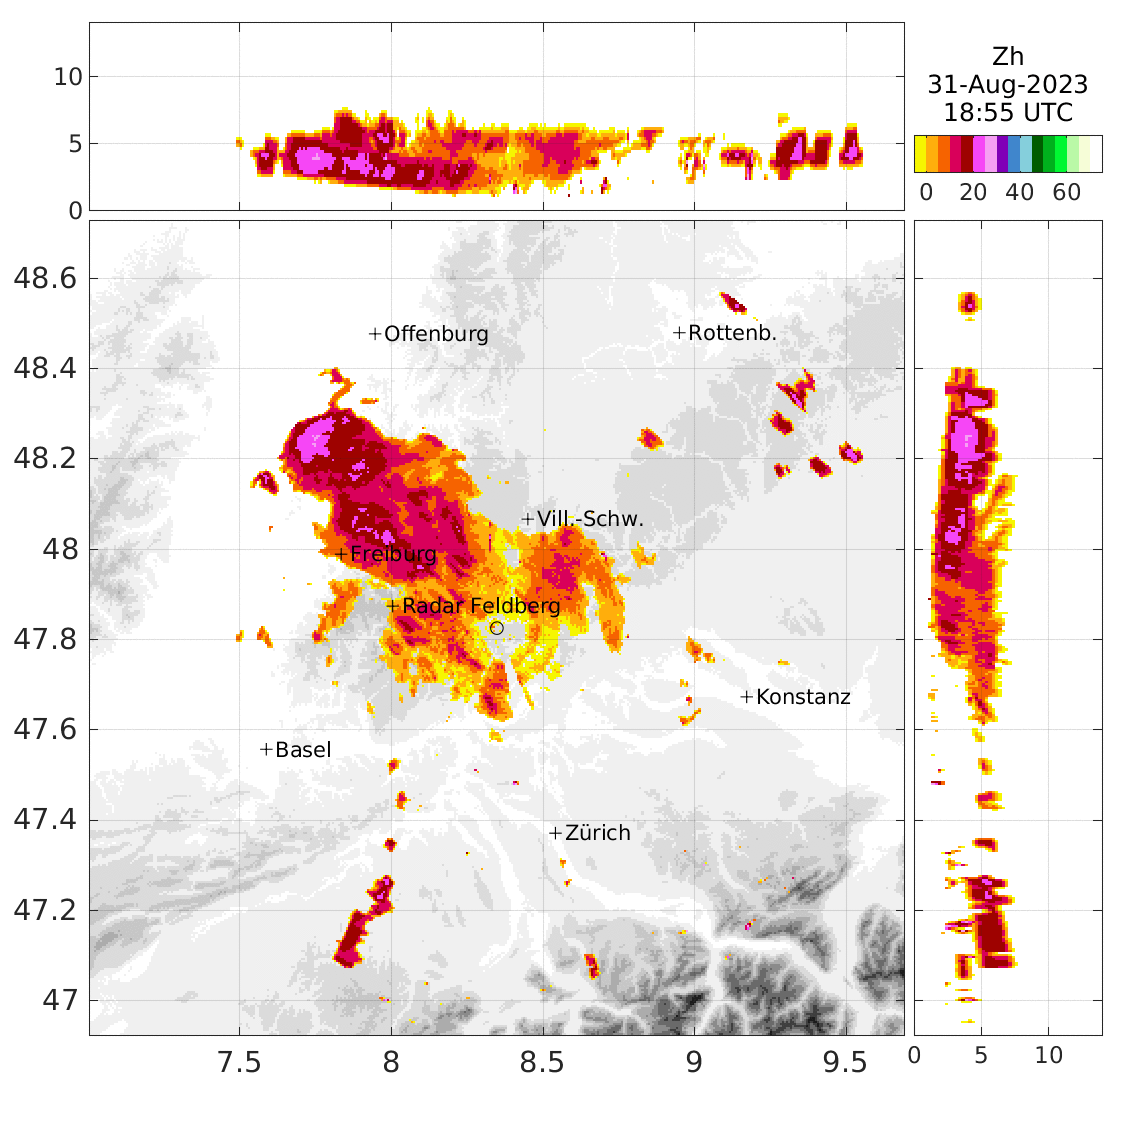 10
5
0
Zh
31-Aug-2023
18:55 UTC
0 20 40 60
48.6
48.4
48.2
48
47.8
47.6
47.4
47.2
47
+Offenburg
+Rottenb.
+Vill.-Schw.
+Freiburg
+Radar Feldberg
+Konstanz
+Basel
+Zürich
7.5 8 8.5 9 9.5
0 5 10